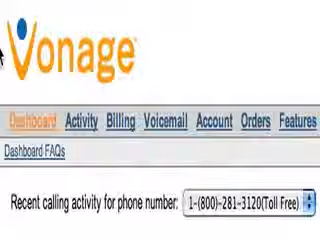 Vonage
Dashboard Activity Billing Voicemail Account Orders Features
Dashboard FAQs
Recent calling activity for phone number: 1-(800)-281-3120(Toll Free)